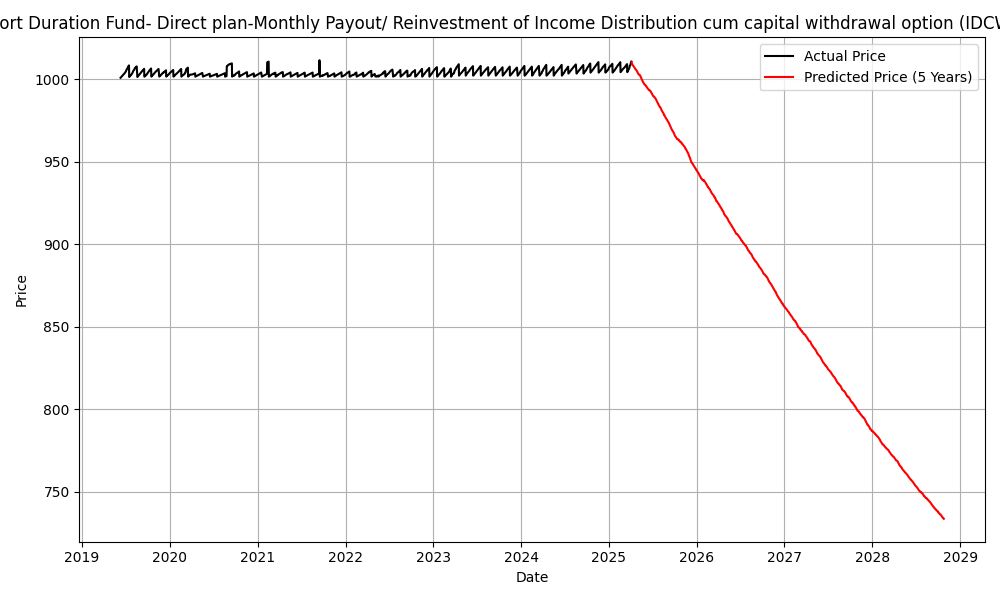 Duration Fund- Direct plan-Monthly Payout/ Reinvestment of Income Distribution cum capital withdrawal option
Actual Price
Predicted Price (5 Years)
Price
1000
950
900
850
800
750
2019 2020 2021 2022 2023 2024 2025 2026 2027 2028 2029
Date